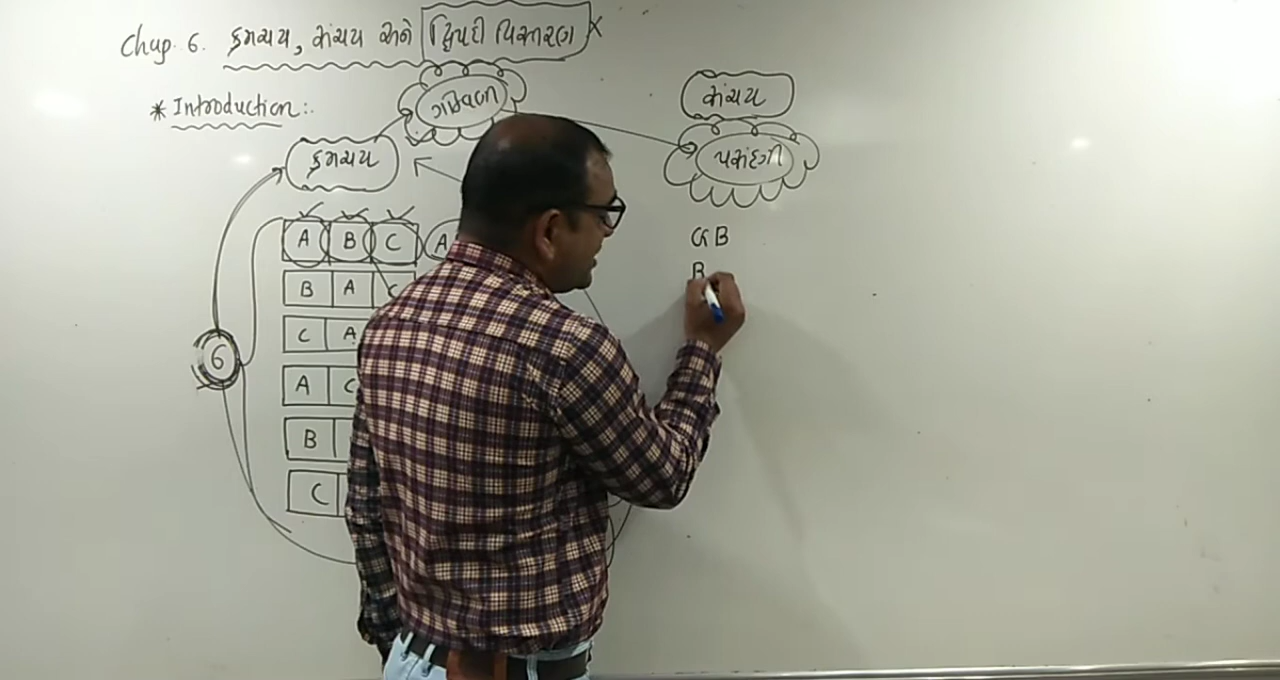 Chap. 6. ક્રમચય, સંચય અને દ્વિપદી વિસ્તરણ X
* Introduction :-
ગોઠવણ
સંચય
ક્રમચય
પસંદગી
A B C A
B A C
C A
A C
B
C
6
a B
B